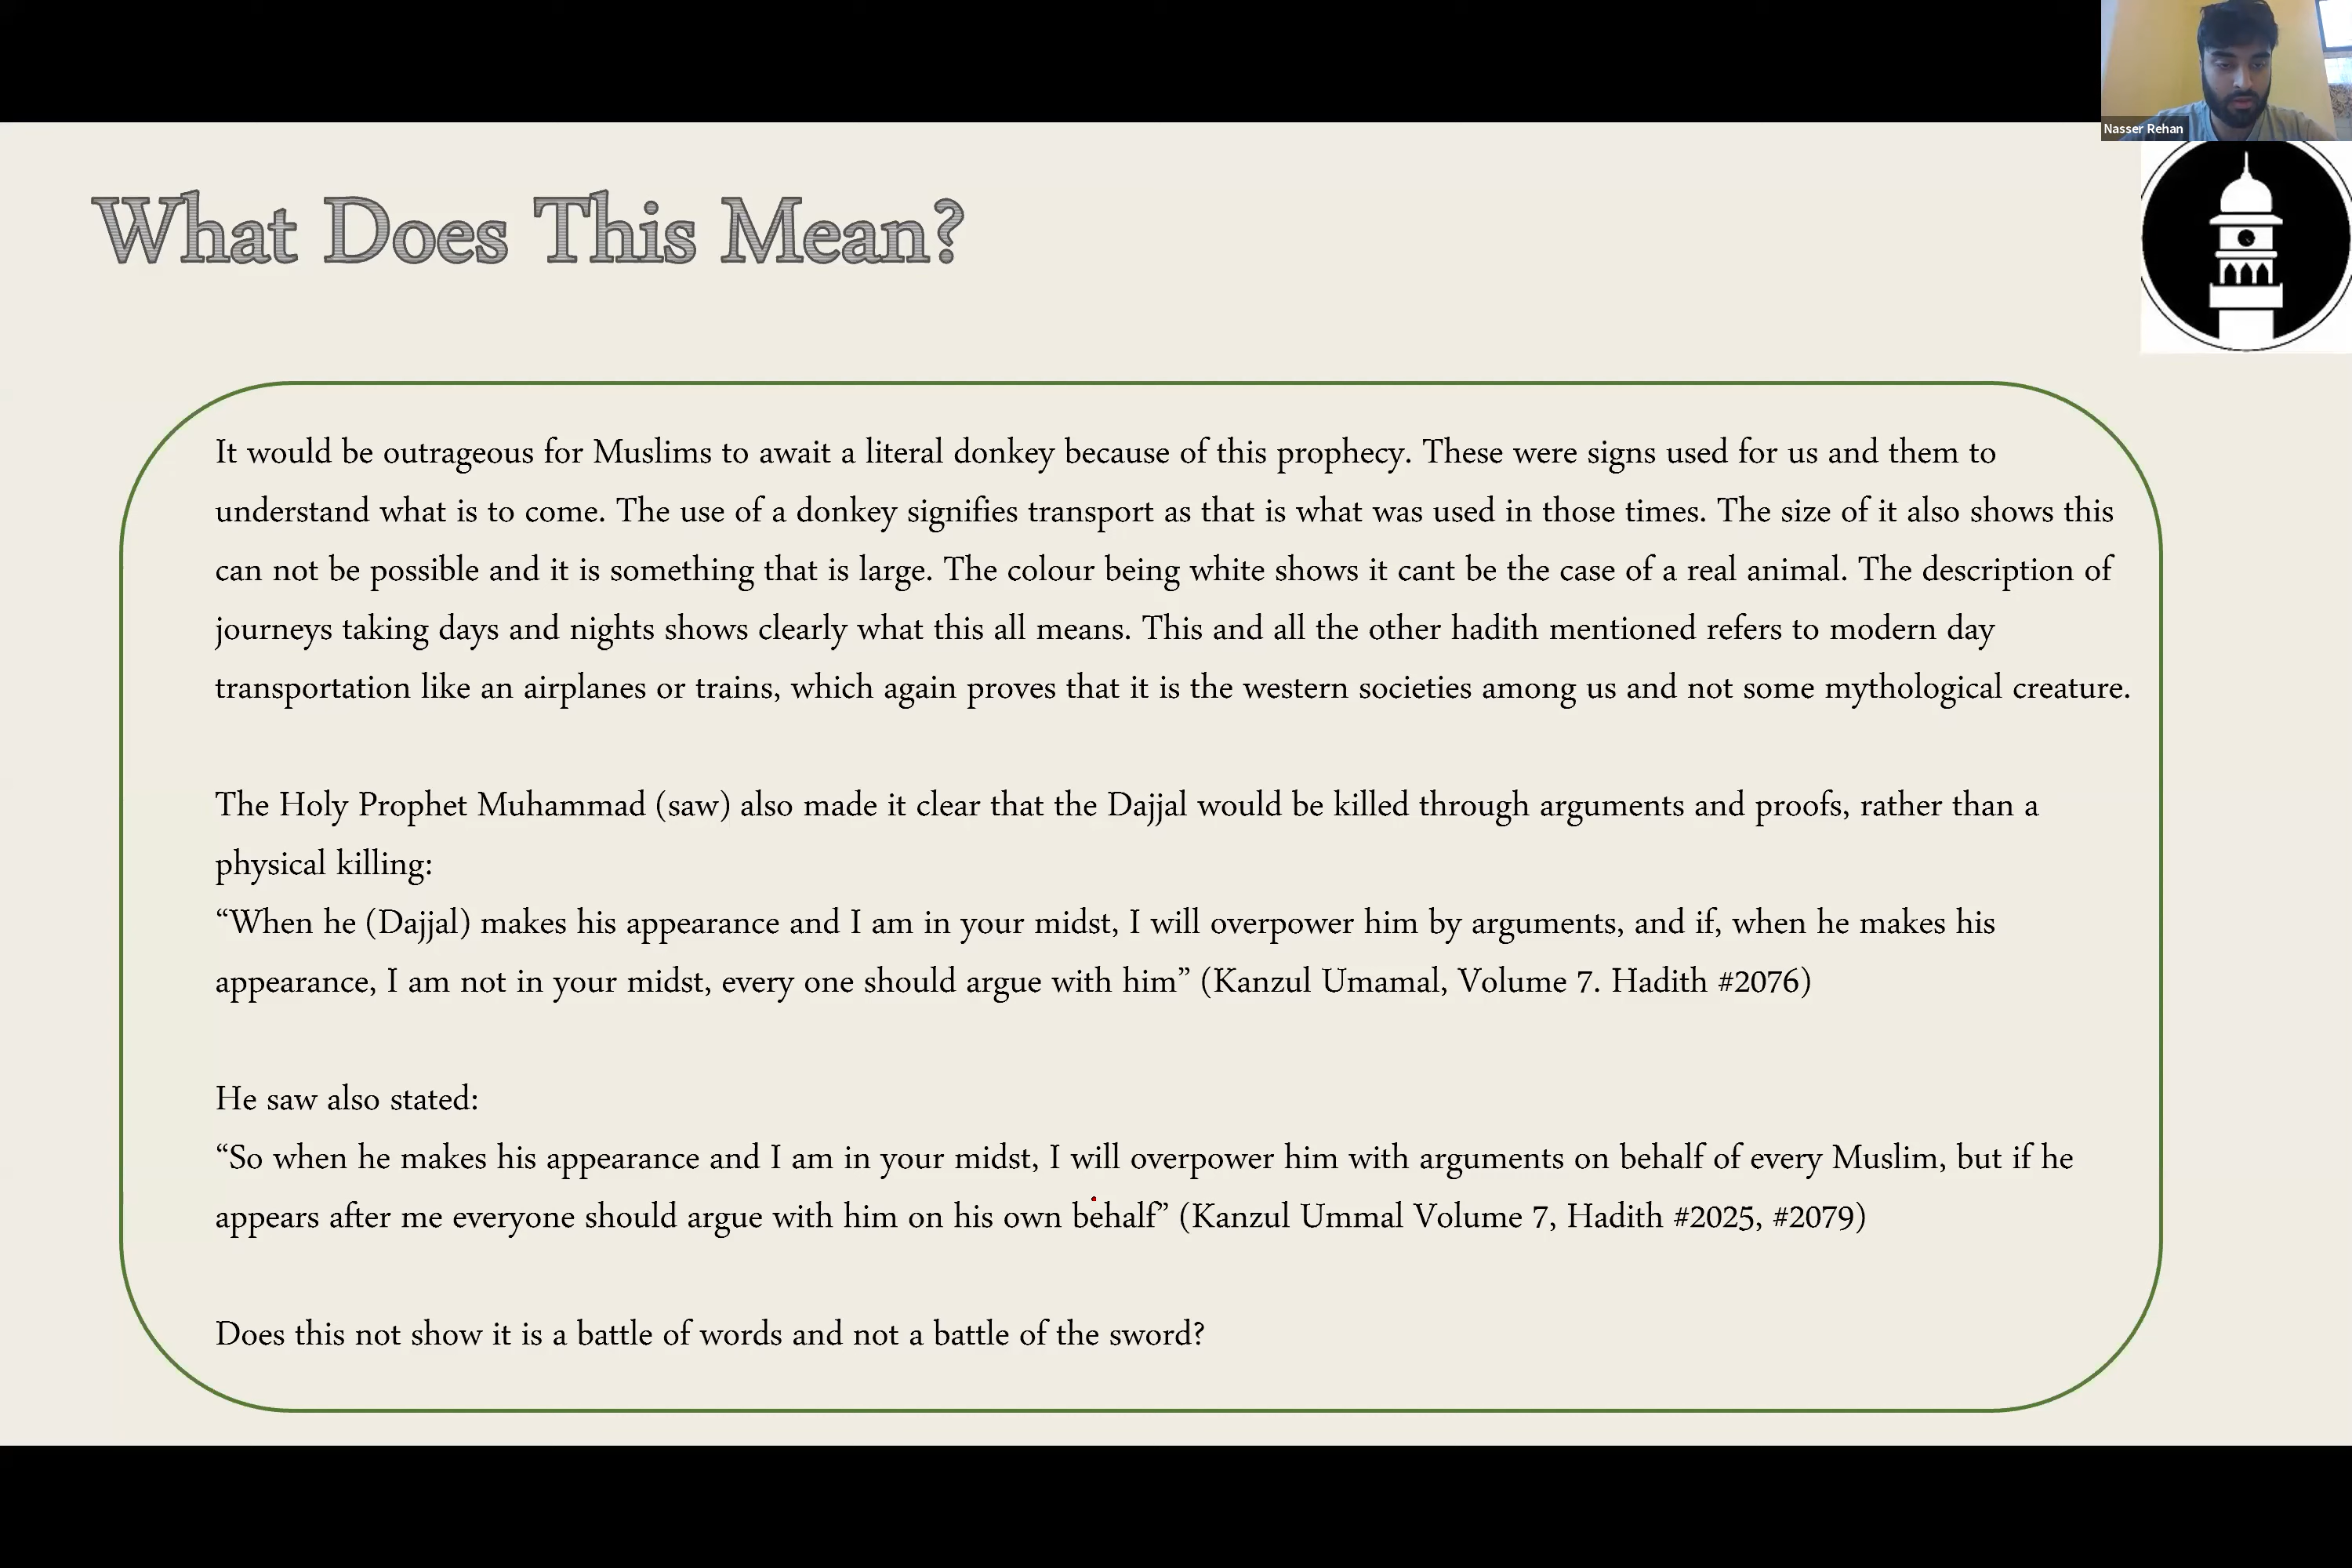 Nasser Rehan
What Does This Mean?
It would be outrageous for Muslims to await a literal donkey because of this prophecy. These were signs used for us and them to
understand what is to come. The use of a donkey signifies transport as that is what was used in those times. The size of it also shows this
can not be possible and it is something that is large. The colour being white shows it cant be the case of a real animal. The description of
journeys taking days and nights shows clearly what this all means. This and all the other hadith mentioned refers to modern day
transportation like an airplanes or trains, which again proves that it is the western societies among us and not some mythological creature.
The Holy Prophet Muhammad (saw) also made it clear that the Dajjal would be killed through arguments and proofs, rather than a
physical killing:
“When he (Dajjal) makes his appearance and I am in your midst, I will overpower him by arguments, and if, when he makes his
appearance, I am not in your midst, every one should argue with him” (Kanzul Umamal, Volume 7. Hadith #2076)
He saw also stated:
“So when he makes his appearance and I am in your midst, I will overpower him with arguments on behalf of every Muslim, but if he
appears after me everyone should argue with him on his own behalf” (Kanzul Ummal Volume 7, Hadith #2025, #2079)
Does this not show it is a battle of words and not a battle of the sword?